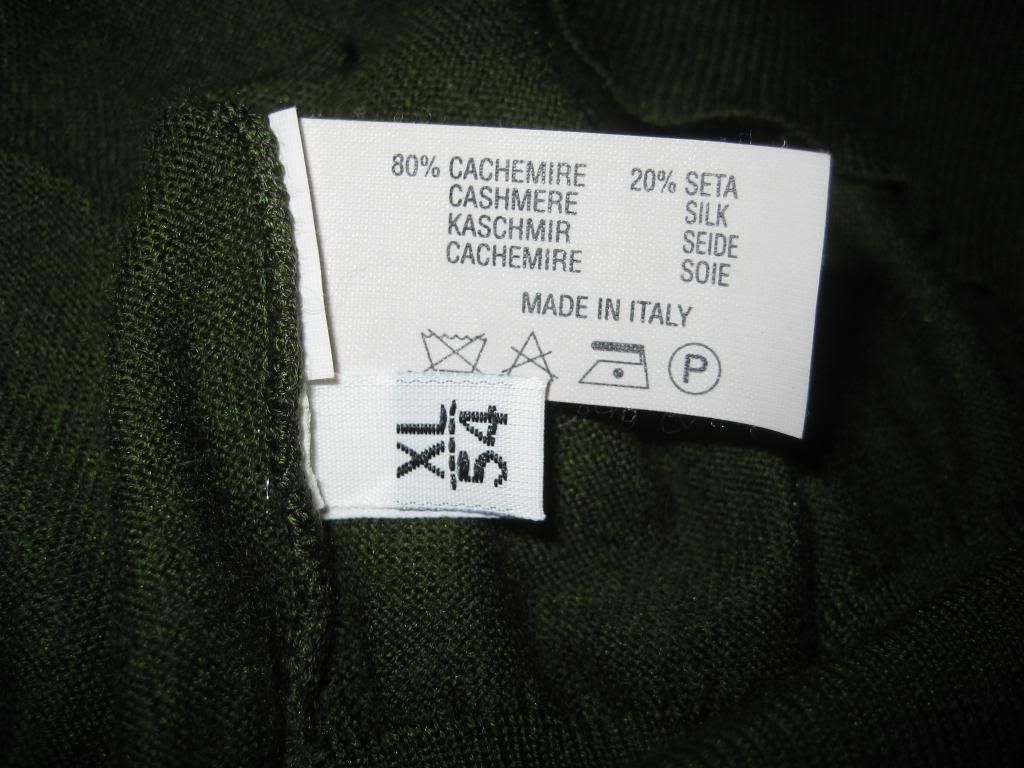 80% CACHEMIRE
CASHMERE
KASCHMIR
CACHEMIRE
20% SETA
SILK
SEIDE
SOIE
MADE IN ITALY
P
XL
54